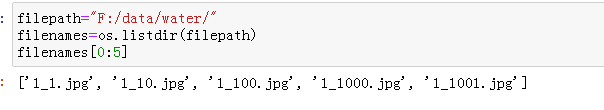 : filepath="F:/data/water/"
filenames=os.listdir(filepath)
filenames[0:5]
: ['1_1.jpg', '1_10.jpg', '1_100.jpg', '1_1000.jpg', '1_1001.jpg']